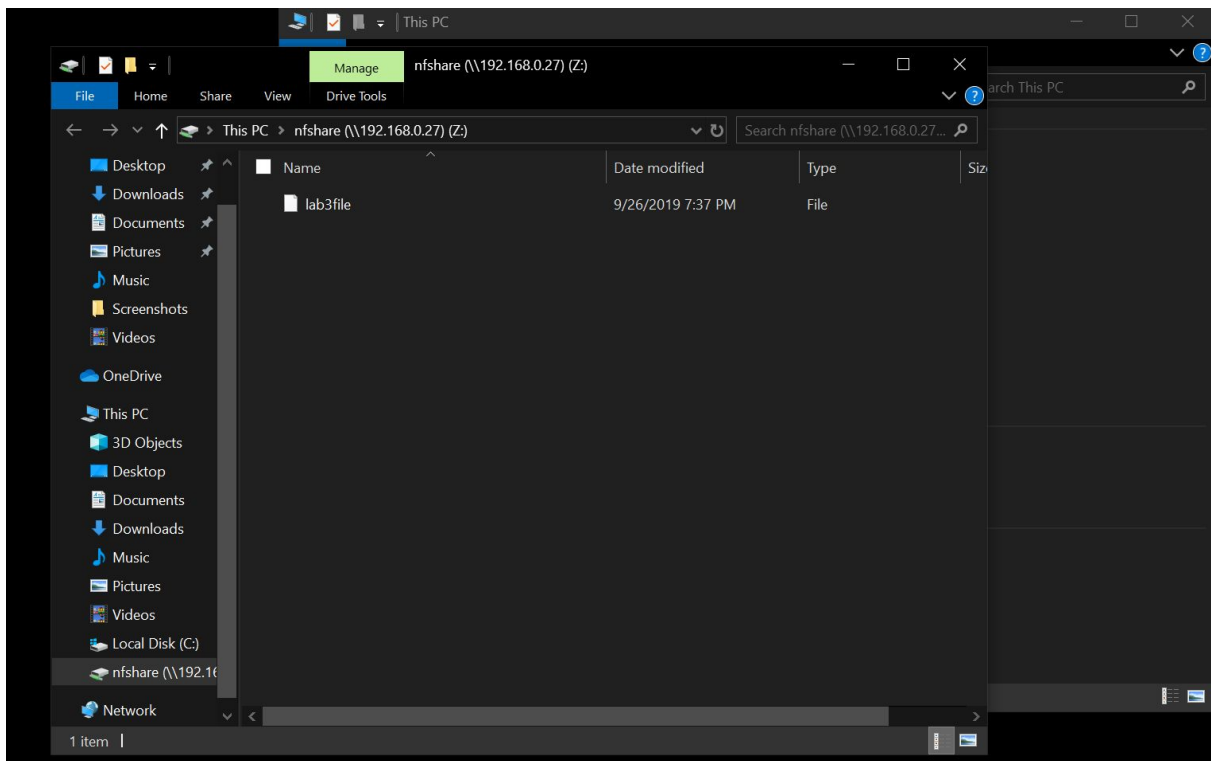 This PC
Manage
nfshare (\\192.168.0.27) (Z:)
File Home Share View Drive Tools
arch This PC
This PC > nfshare (\\192.168.0.27) (Z:)
Search nfshare (\\192.168.0.27...
Name Date modified Type Siz
lab3file 9/26/2019 7:37 PM File
Desktop
Downloads
Documents
Pictures
Music
Screenshots
Videos
OneDrive
This PC
3D Objects
Desktop
Documents
Downloads
Music
Pictures
Videos
Local Disk (C:)
nfshare (\\192.16
Network
1 item